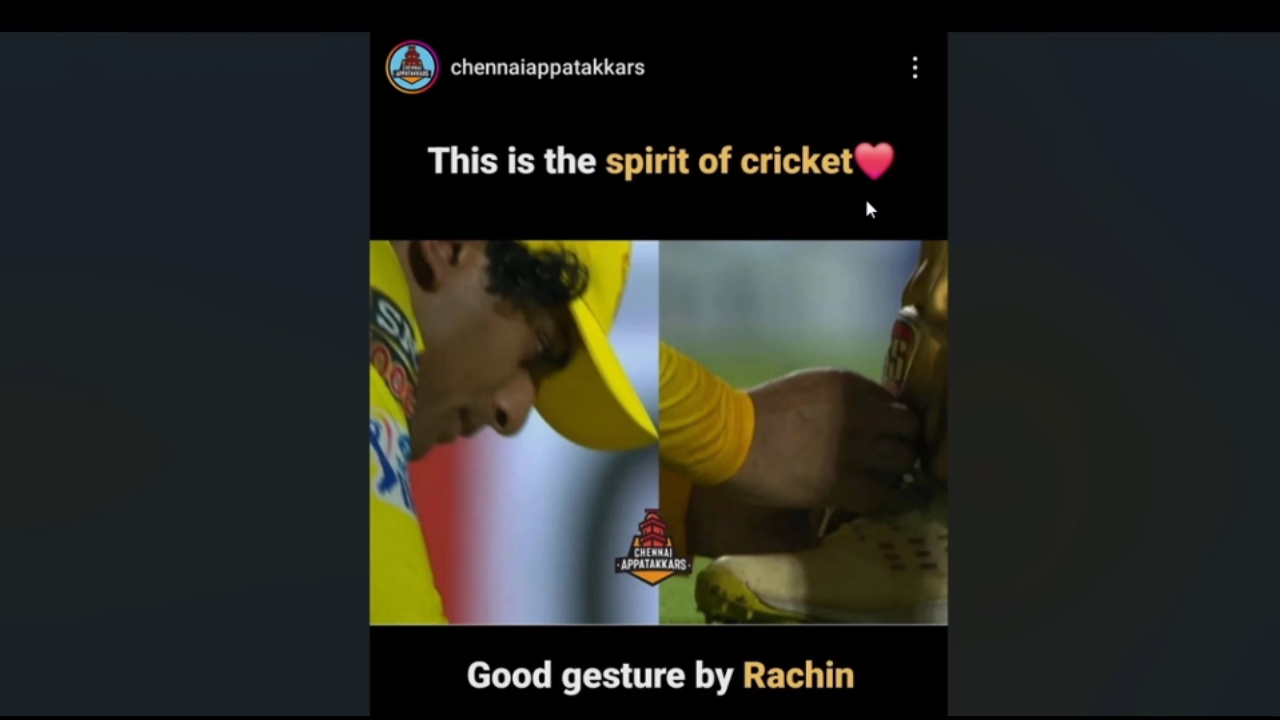 chennaiappatakkars
This is the spirit of cricket
CHENNAI
APPATAKKARS
Good gesture by Rachin